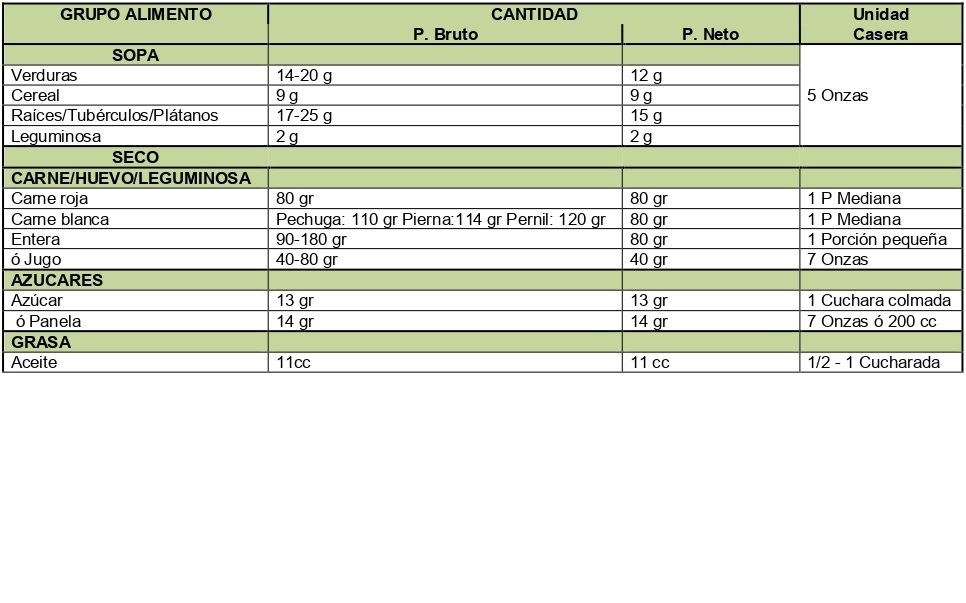 GRUPO ALIMENTO CANTIDAD Unidad
P. Bruto P. Neto Casera
SOPA
Verduras 14-20 g 12 g
Cereal 9 g 9 g 5 Onzas
Raíces/Tubérculos/Plátanos 17-25 g 15 g
Leguminosa 2 g 2 g
SECO
CARNE/HUEVO/LEGUMINOSA
Carne roja 80 gr 80 gr 1 P Mediana
Carne blanca Pechuga: 110 gr Pierna:114 gr Pernil: 120 gr 80 gr 1 P Mediana
Entera 90-180 gr 80 gr 1 Porción pequeña
ó Jugo 40-80 gr 40 gr 7 Onzas
AZUCARES
Azúcar 13 gr 13 gr 1 Cuchara colmada
ó Panela 14 gr 14 gr 7 Onzas ó 200 cc
GRASA
Aceite 11cc 11 cc 1/2 - 1 Cucharada